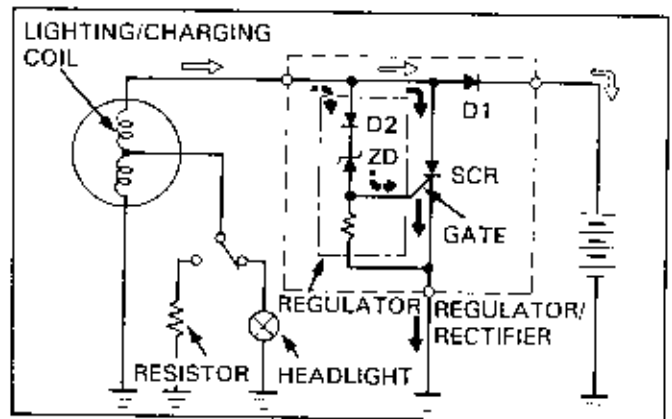 LIGHTING/CHARGING
COIL
D1
D2
ZD
SCR
GATE
REGULATOR
REGULATOR/
RECTIFIER
RESISTOR
HEADLIGHT